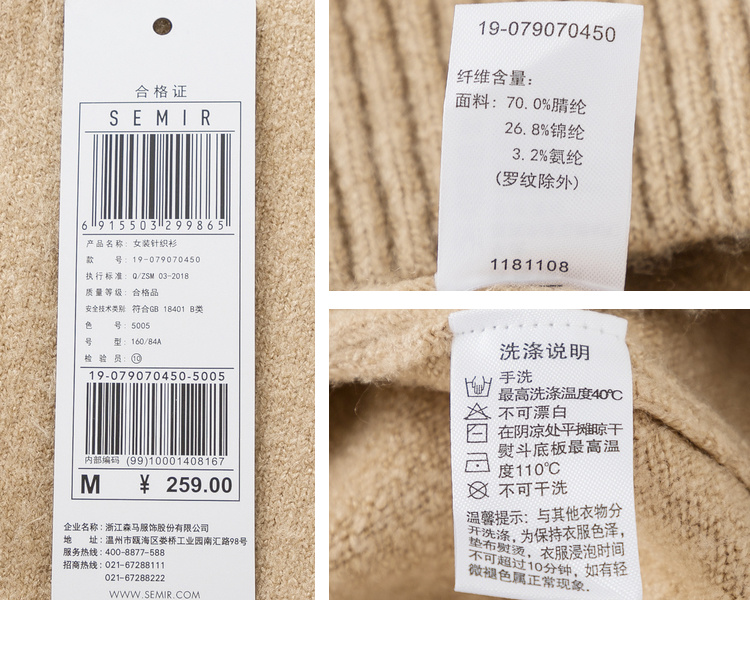 合格证
SEMIR
6 915503 299865
产品名称: 女装针织衫
款 号: 19-079070450
执行标准: Q/ZSM 03-2018
质量等级: 合格品
安全技术类别: 符合GB 18401 B类
色 号: 5005
号 型: 160/84A
检 验 员: ⑩
19-079070450-5005
内部编码 (99)10001408167
M ¥ 259.00
企业名称: 浙江森马服饰股份有限公司
地 址: 温州市瓯海区娄桥工业园南汇路98号
服务热线: 400-8877-588
招商热线: 021-67288111
021-67288222
WWW.SEMIR.COM
19-079070450
纤维含量:
面料: 70.0%腈纶
26.8%锦纶
3.2%氨纶
(罗纹除外)
1181108
洗涤说明
手洗
最高洗涤温度40℃
不可漂白
在阴凉处平摊晾干
熨斗底板最高温
度110℃
不可干洗
温馨提示: 与其他衣物分
开洗涤, 为保持衣服色泽,
垫布熨烫, 衣服浸泡时间
不可超过10分钟, 如有轻
微褪色属正常现象.